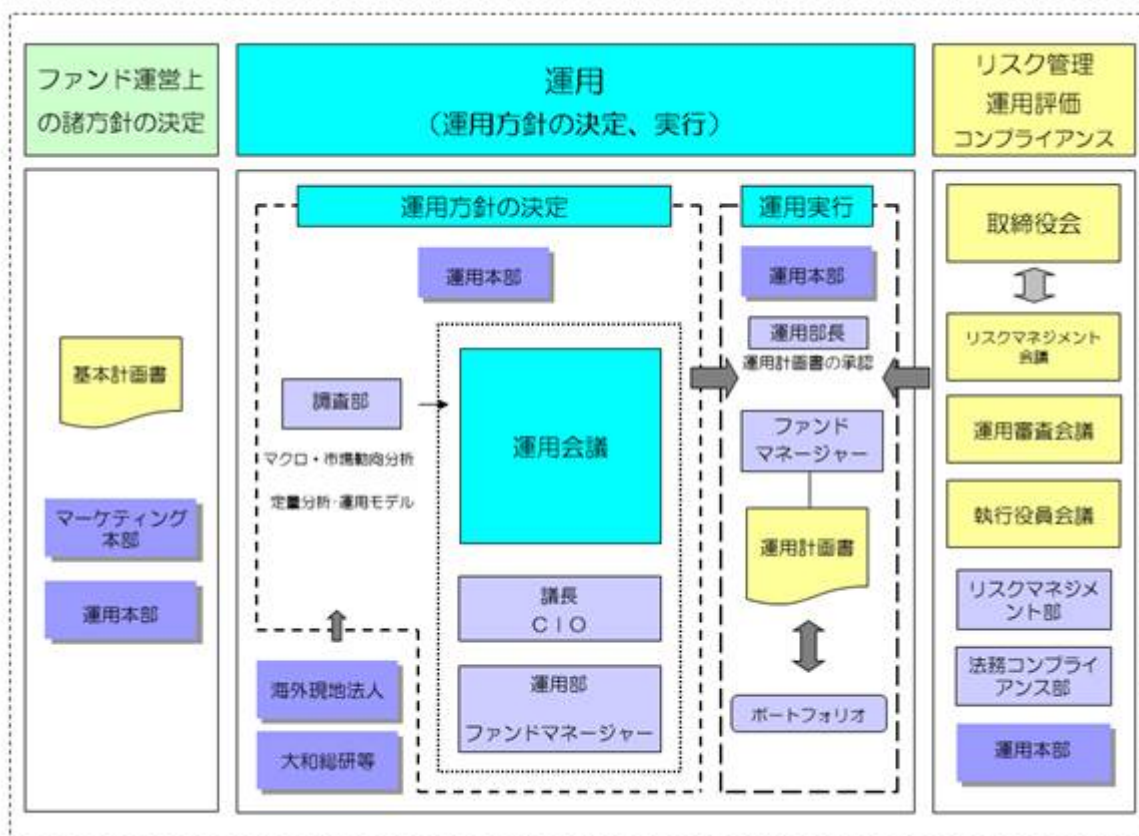 ファンド運営上
の諸方針の決定
運用
（運用方針の決定、実行）
リスク管理
運用評価
コンプライアンス
基本計画書
マーケティング
本部
運用本部
運用方針の決定
運用本部
調査部
マクロ・市場動向分析
定量分析・運用モデル
運用会議
議長
ＣＩＯ
運用部
ファンドマネージャー
海外現地法人
大和総研等
運用実行
運用本部
運用部長
運用計画書の承認
ファンド
マネージャー
運用計画書
ポートフォリオ
取締役会
リスクマネジメント
会議
運用審査会議
執行役員会議
リスクマネジメ
ント部
法務コンプライ
アンス部
運用本部